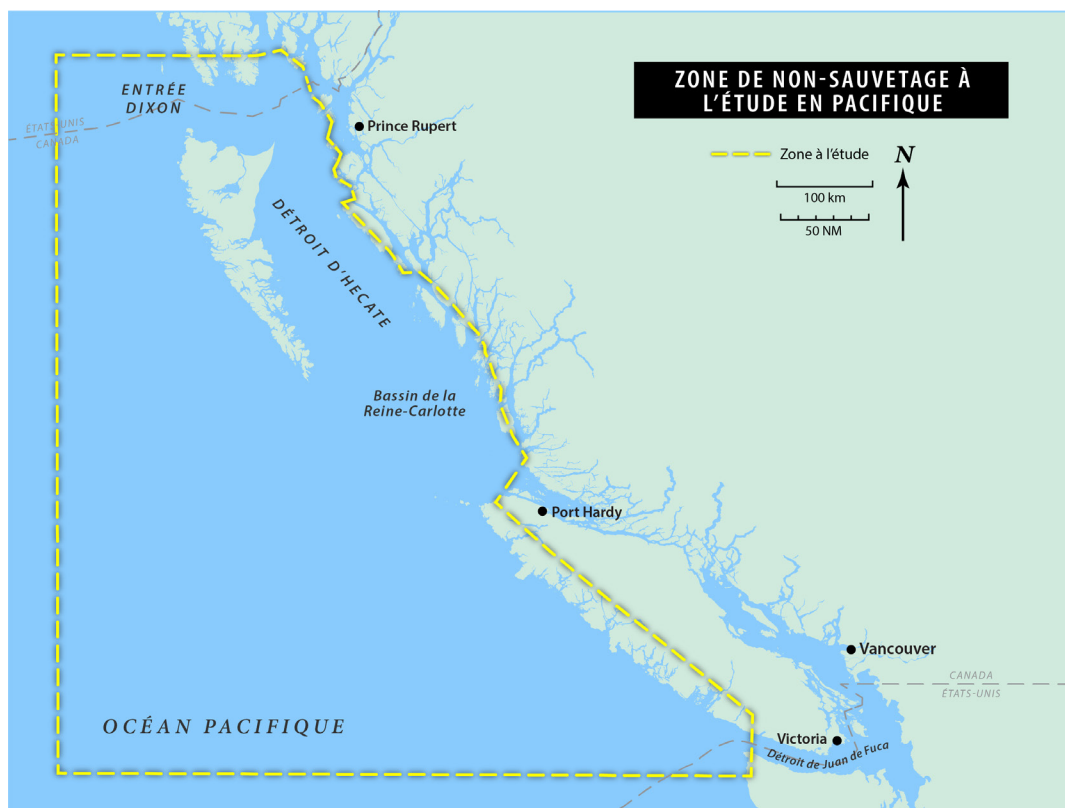 ZONE DE NON-SAUVETAGE À
L'ÉTUDE EN PACIFIQUE
Zone à l'étude
N
100 km
50 NM
ENTRÉE
DIXON
ÉTATS-UNIS
CANADA
Prince Rupert
DÉTROIT D'HECATE
Bassin de la
Reine-Carlotte
Port Hardy
Vancouver
CANADA
ÉTATS-UNIS
OCÉAN PACIFIQUE
Victoria
Détroit de Juan de Fuca